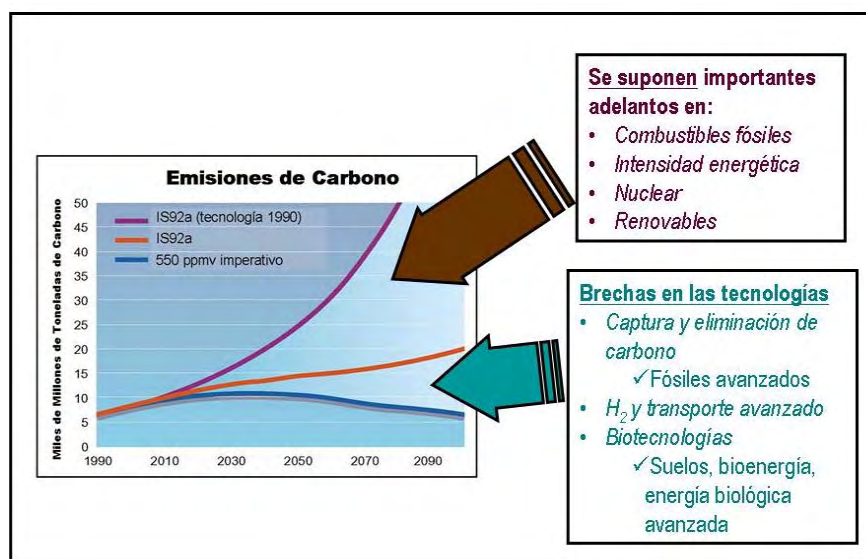 Se suponen importantes
adelantos en:
• Combustibles fósiles
• Intensidad energética
• Nuclear
• Renovables
Emisiones de Carbono
Miles de Millones de Toneladas de Carbono
50
45
40
35
30
25
20
15
10
5
0
IS92a (tecnología 1990)
IS92a
550 ppmv imperativo
1990
2010
2030
2050
2070
2090
Brechas en las tecnologías
• Captura y eliminación de
carbono
✓Fósiles avanzados
• H₂ y transporte avanzado
• Biotecnologías
✓Suelos, bioenergía,
energía biológica
avanzada